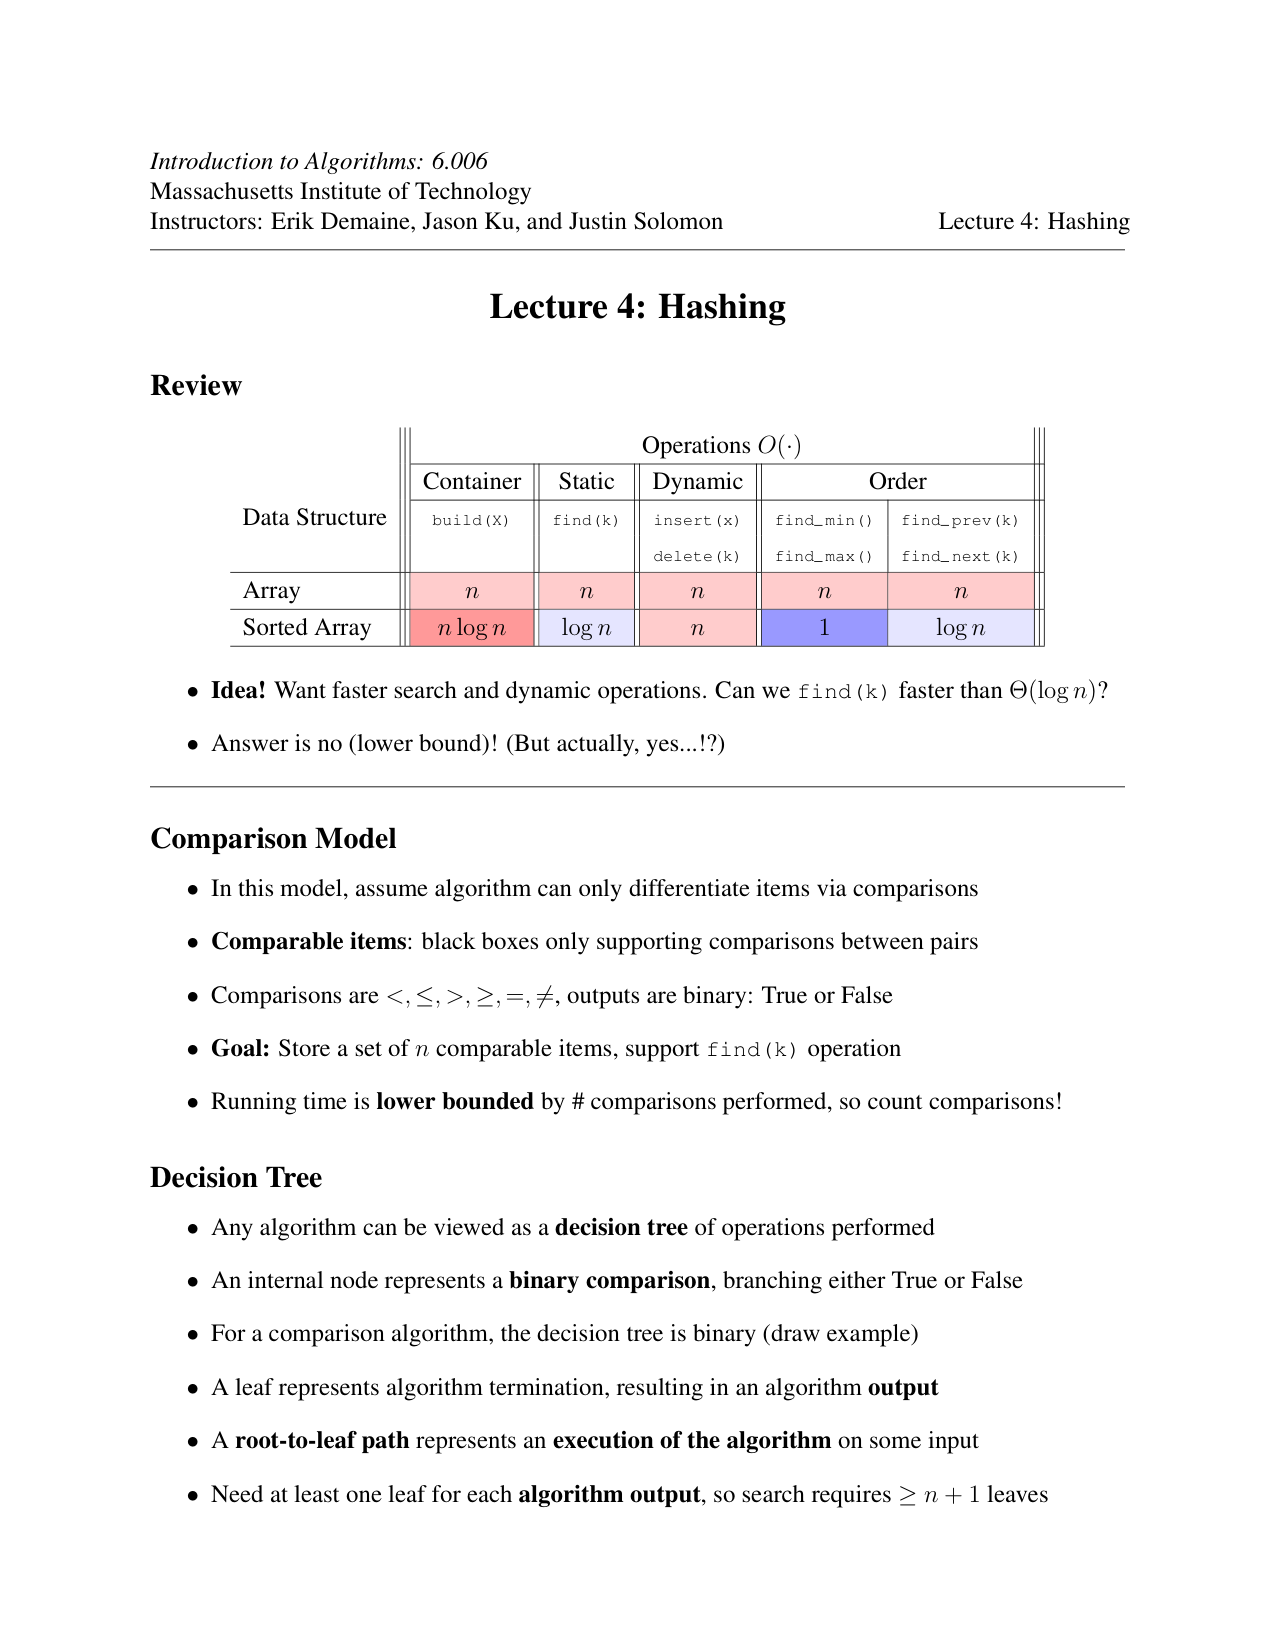 Introduction to Algorithms: 6.006
Massachusetts Institute of Technology
Instructors: Erik Demaine, Jason Ku, and Justin Solomon Lecture 4: Hashing
Lecture 4: Hashing
Review
Operations O(·)
Container Static Dynamic Order
Data Structure build(X) find(k) insert(x) find_min() find_prev(k)
delete(k) find_max() find_next(k)
Array n n n n n
Sorted Array n log n log n n 1 log n
• Idea! Want faster search and dynamic operations. Can we find(k) faster than Θ(log n)?
• Answer is no (lower bound)! (But actually, yes...!?)
Comparison Model
• In this model, assume algorithm can only differentiate items via comparisons
• Comparable items: black boxes only supporting comparisons between pairs
• Comparisons are <, ≤, >, ≥, =, ≠, outputs are binary: True or False
• Goal: Store a set of n comparable items, support find(k) operation
• Running time is lower bounded by # comparisons performed, so count comparisons!
Decision Tree
• Any algorithm can be viewed as a decision tree of operations performed
• An internal node represents a binary comparison, branching either True or False
• For a comparison algorithm, the decision tree is binary (draw example)
• A leaf represents algorithm termination, resulting in an algorithm output
• A root-to-leaf path represents an execution of the algorithm on some input
• Need at least one leaf for each algorithm output, so search requires ≥ n + 1 leaves